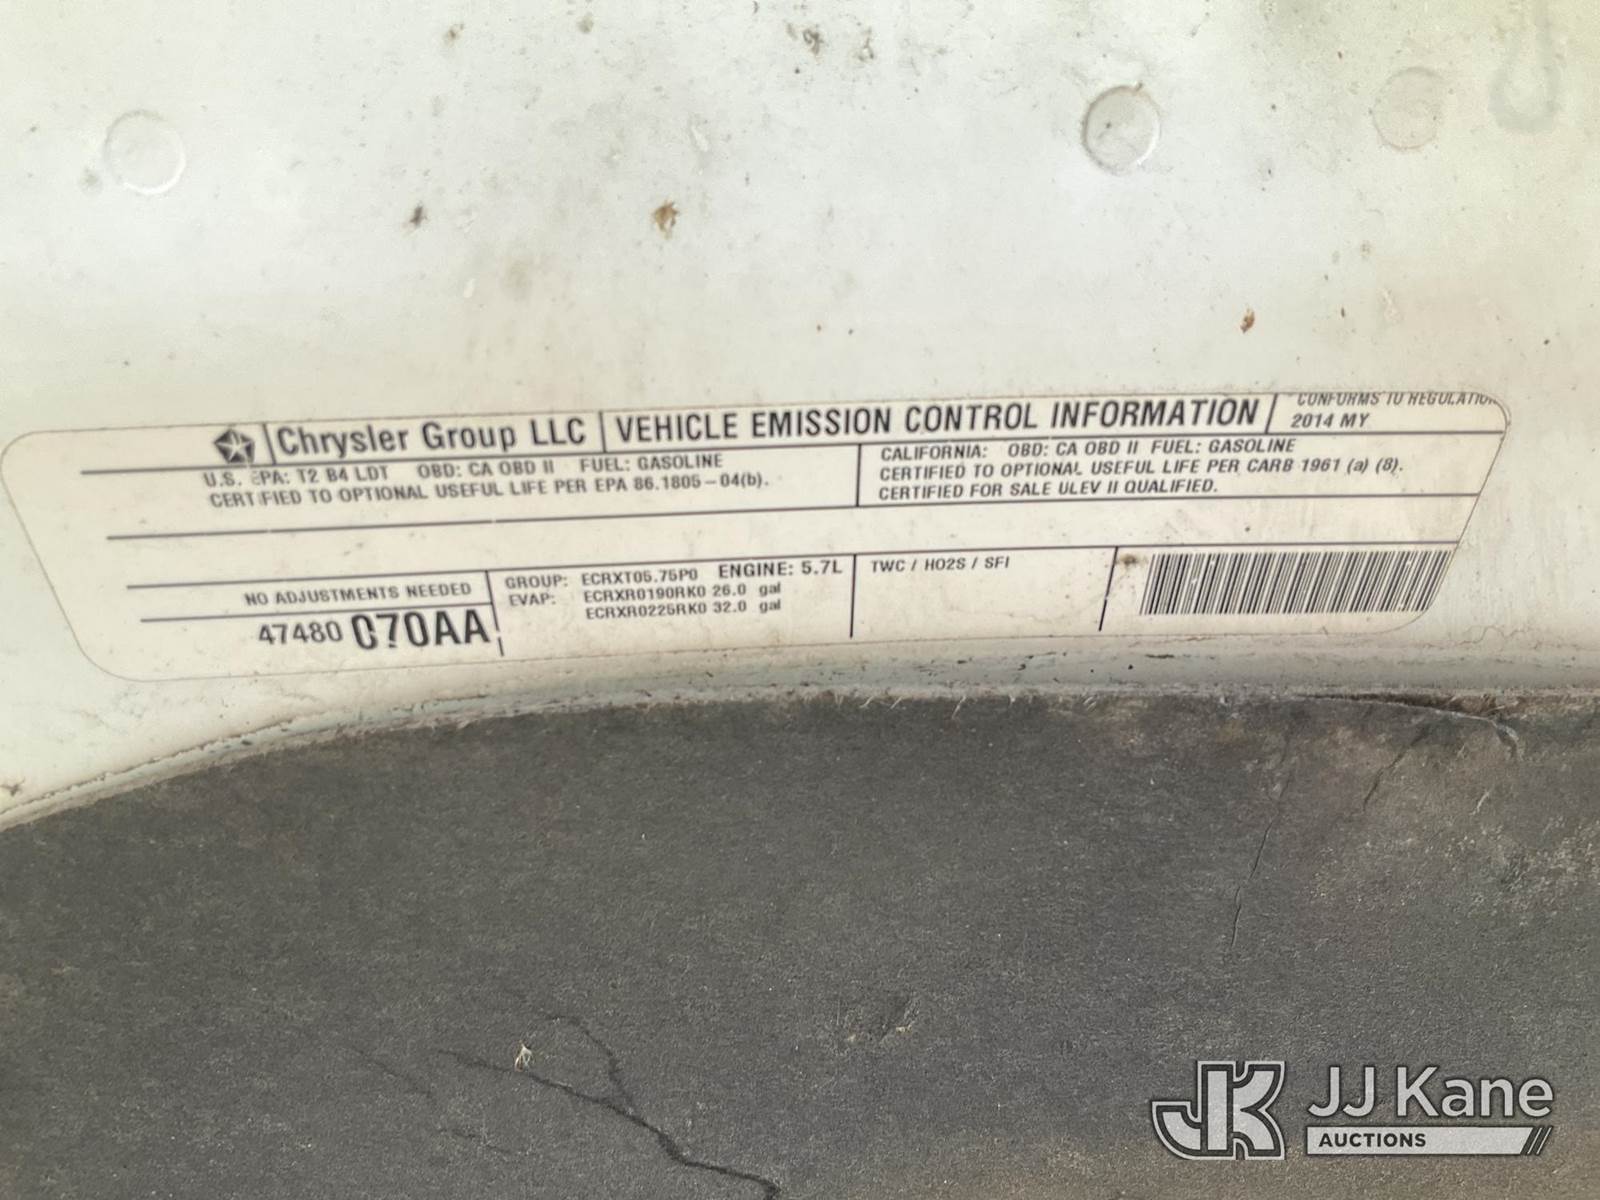 Chrysler Group LLC VEHICLE EMISSION CONTROL INFORMATION
CONFORMS TO REGULATION
2014 MY
U.S. EPA: T2 B4 LDT OBD: CA OBD II FUEL: GASOLINE
CERTIFIED TO OPTIONAL USEFUL LIFE PER EPA 86.1805-04(b).
CALIFORNIA: OBD: CA OBD II FUEL: GASOLINE
CERTIFIED TO OPTIONAL USEFUL LIFE PER CARB 1961 (a) (8).
CERTIFIED FOR SALE ULEV II QUALIFIED.
NO ADJUSTMENTS NEEDED
47480 070AA
GROUP: ECRXT05.75P0 ENGINE: 5.7L
EVAP: ECRXR0190RK0 26.0 gal
ECRXR0225RK0 32.0 gal
TWC / HO2S / SFI
JK JJ Kane
AUCTIONS